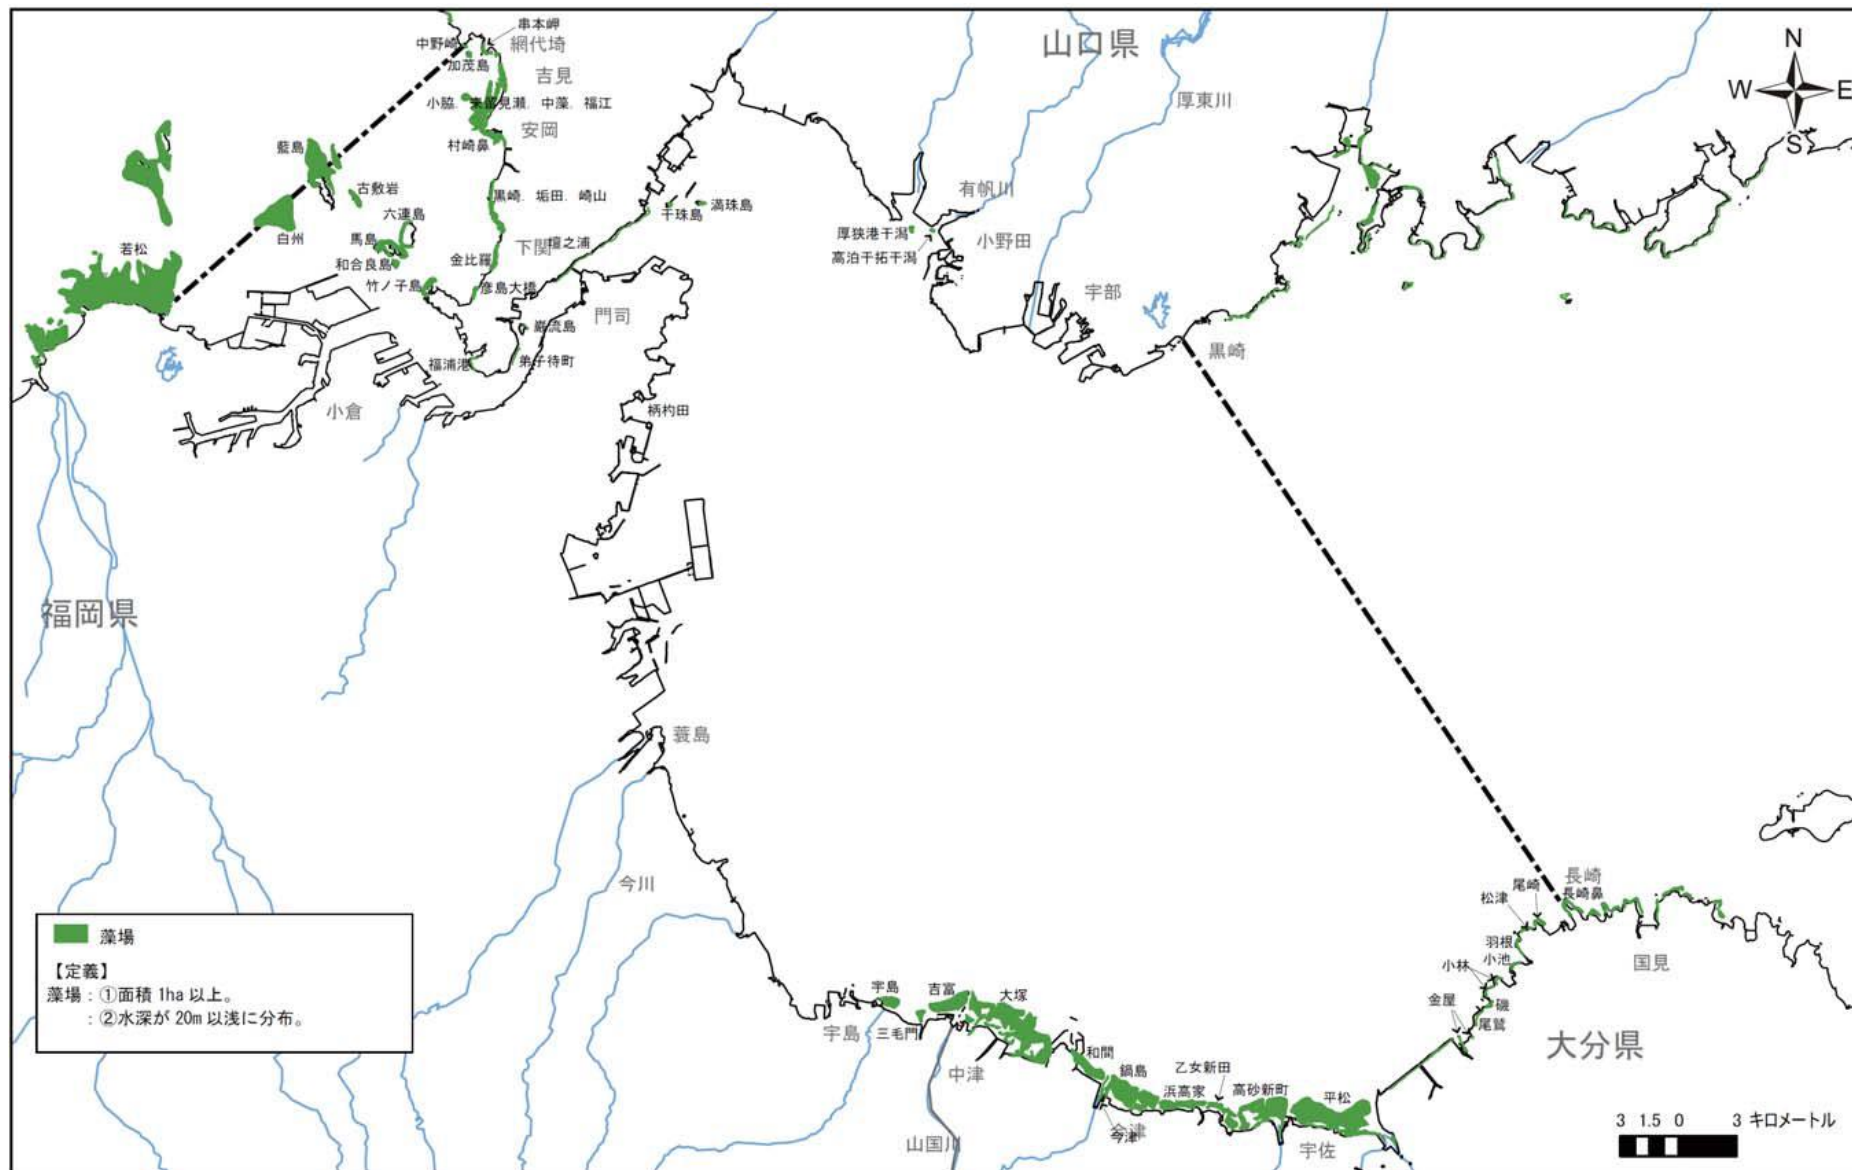 串本岬
中野崎
網代埼
加茂島
吉見
小脇．来留見瀬．中藻．福江
安岡
村崎鼻
藍島
古敷岩
黒崎．垢田．崎山
六連島
白州
馬島
若松
和合良島
金比羅
下関
壇之浦
竹ノ子島
彦島大橋
干珠島
満珠島
門司
巌流島
福浦港
弟子待町
小倉
柄杓田
山口県
厚東川
有帆川
厚狭港干潟
小野田
高泊干拓干潟
宇部
黒崎
N
W
E
S
福岡県
蓑島
今川
長崎
長崎鼻
尾崎
松津
羽根
小池
小林
国見
金屋
磯
尾鷲
大分県
宇島
吉富
大塚
宇島
三毛門
中津
和間
鍋島
乙女新田
浜高家
高砂新町
平松
今津
今津
山国川
宇佐
藻場
【定義】
藻場：①面積 1ha 以上。
：②水深が 20m 以浅に分布。
3 1.5 0 3 キロメートル